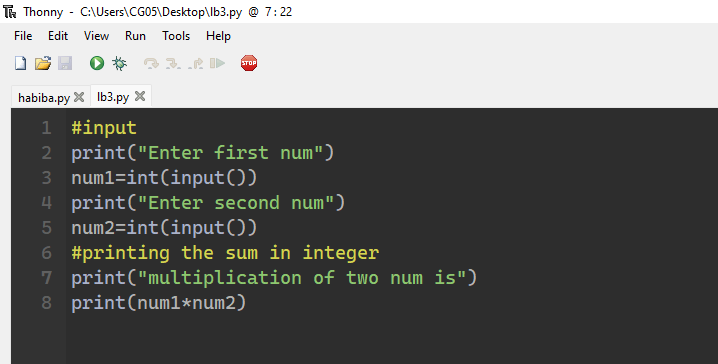 Thonny - C:\Users\CG05\Desktop\lb3.py @ 7:22
File Edit View Run Tools Help
STOP
habiba.py lb3.py
1 #input
2 print("Enter first num")
3 num1=int(input())
4 print("Enter second num")
5 num2=int(input())
6 #printing the sum in integer
7 print("multiplication of two num is")
8 print(num1*num2)